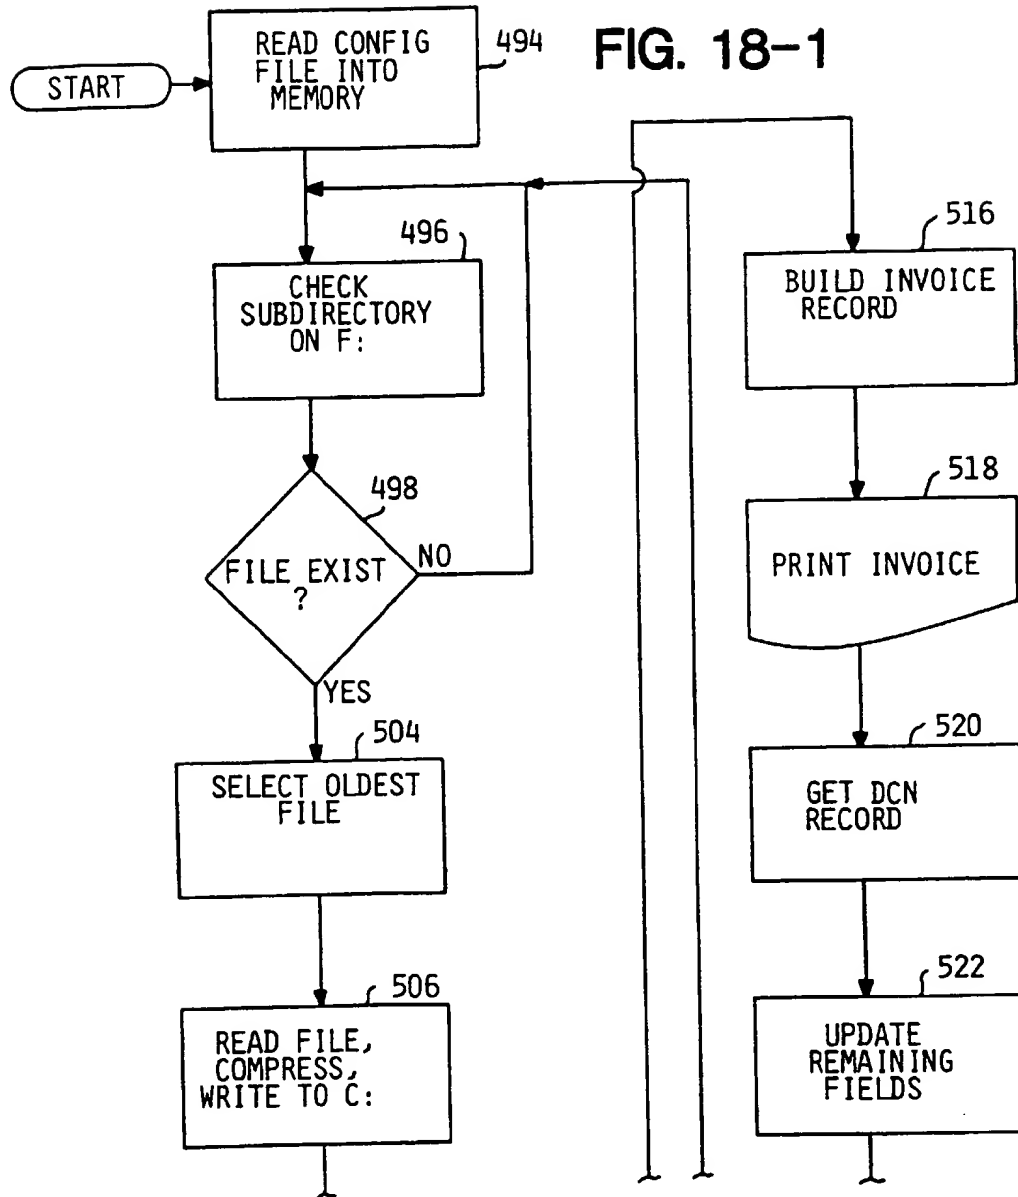 FIG. 18-1
START
READ CONFIG
FILE INTO
MEMORY
494
496
CHECK
SUBDIRECTORY
ON F:
498
FILE EXIST
?
NO
YES
504
SELECT OLDEST
FILE
506
READ FILE,
COMPRESS,
WRITE TO C:
516
BUILD INVOICE
RECORD
518
PRINT INVOICE
520
GET DCN
RECORD
522
UPDATE
REMAINING
FIELDS